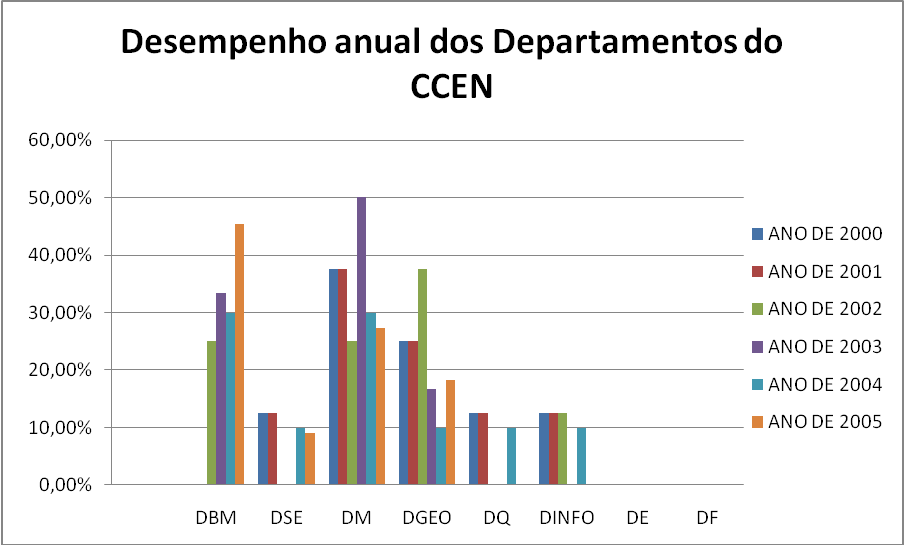 Desempenho anual dos Departamentos do
CCEN
60,00%
50,00%
40,00%
30,00%
20,00%
10,00%
0,00%
DBM DSE DM DGEO DQ DINFO DE DF
ANO DE 2000
ANO DE 2001
ANO DE 2002
ANO DE 2003
ANO DE 2004
ANO DE 2005